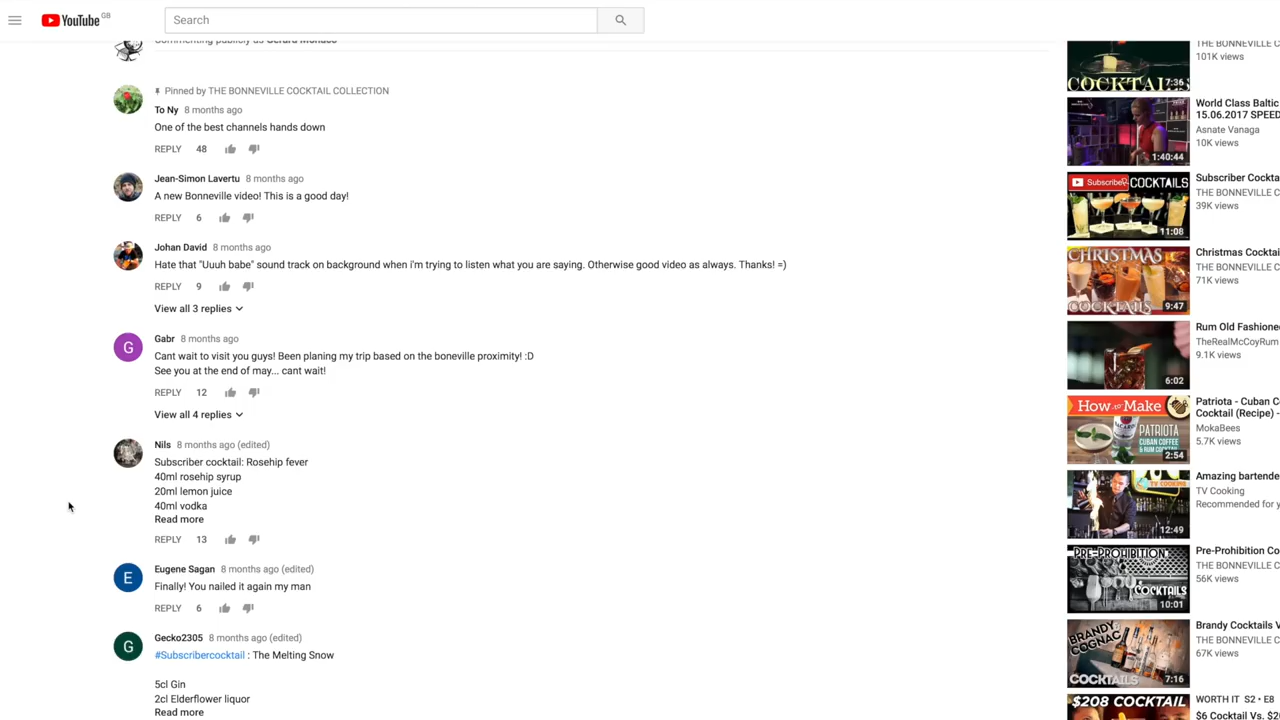 YouTube GB
Search
Commenting publicly as Gerard Monaco
Pinned by THE BONNEVILLE COCKTAIL COLLECTION
To Ny 8 months ago
One of the best channels hands down
REPLY 48
Jean-Simon Lavertu 8 months ago
A new Bonneville video! This is a good day!
REPLY 6
Johan David 8 months ago
Hate that "Uuuh babe" sound track on background when i'm trying to listen what you are saying. Otherwise good video as always. Thanks! =)
REPLY 9
View all 3 replies
G
Gabr 8 months ago
Cant wait to visit you guys! Been planing my trip based on the boneville proximity! :D
See you at the end of may... cant wait!
REPLY 12
View all 4 replies
Nils 8 months ago (edited)
Subscriber cocktail: Rosehip fever
40ml rosehip syrup
20ml lemon juice
40ml vodka
Read more
REPLY 13
E
Eugene Sagan 8 months ago (edited)
Finally! You nailed it again my man
REPLY 6
G
Gecko2305 8 months ago (edited)
#Subscribercocktail : The Melting Snow
5cl Gin
2cl Elderflower liquor
Read more
COCKTAILS
7:36
THE BONNEVILLE C
101K views
1:40:44
World Class Baltic
15.06.2017 SPEED
Asnate Vanaga
10K views
Subscribe
COCKTAILS
11:08
Subscriber Cockta
THE BONNEVILLE C
39K views
CHRISTMAS
COCKTAILS
9:47
Christmas Cocktai
THE BONNEVILLE C
71K views
6:02
Rum Old Fashione
TheRealMcCoyRum
9.1K views
How-to-Make
PATRIOTA
CUBAN COFFEE
& RUM COCKTAIL
2:54
Patriota - Cuban C
Cocktail (Recipe) -
MokaBees
5.7K views
TV COOKING
12:49
Amazing bartende
TV Cooking
Recommended for y
PRE-PROHIBITION
COCKTAILS
10:01
Pre-Prohibition Co
THE BONNEVILLE C
56K views
BRANDY
COGNAC
COCKTAILS
7:16
Brandy Cocktails V
THE BONNEVILLE C
67K views
$208 COCKTAIL
WORTH IT S2 • E8
$6 Cocktail Vs. $2